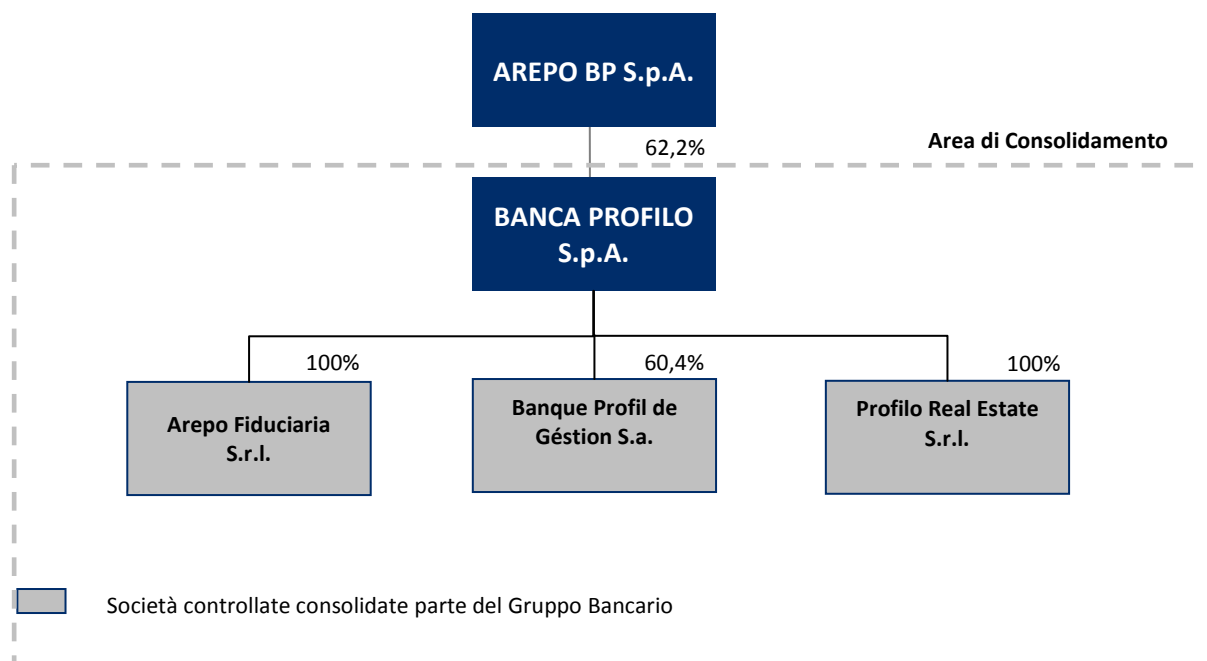 AREPO BP S.p.A.
62,2%
Area di Consolidamento
BANCA PROFILO
S.p.A.
100%
60,4%
100%
Arepo Fiduciaria
S.r.l.
Banque Profil de
Géstion S.a.
Profilo Real Estate
S.r.l.
Società controllate consolidate parte del Gruppo Bancario